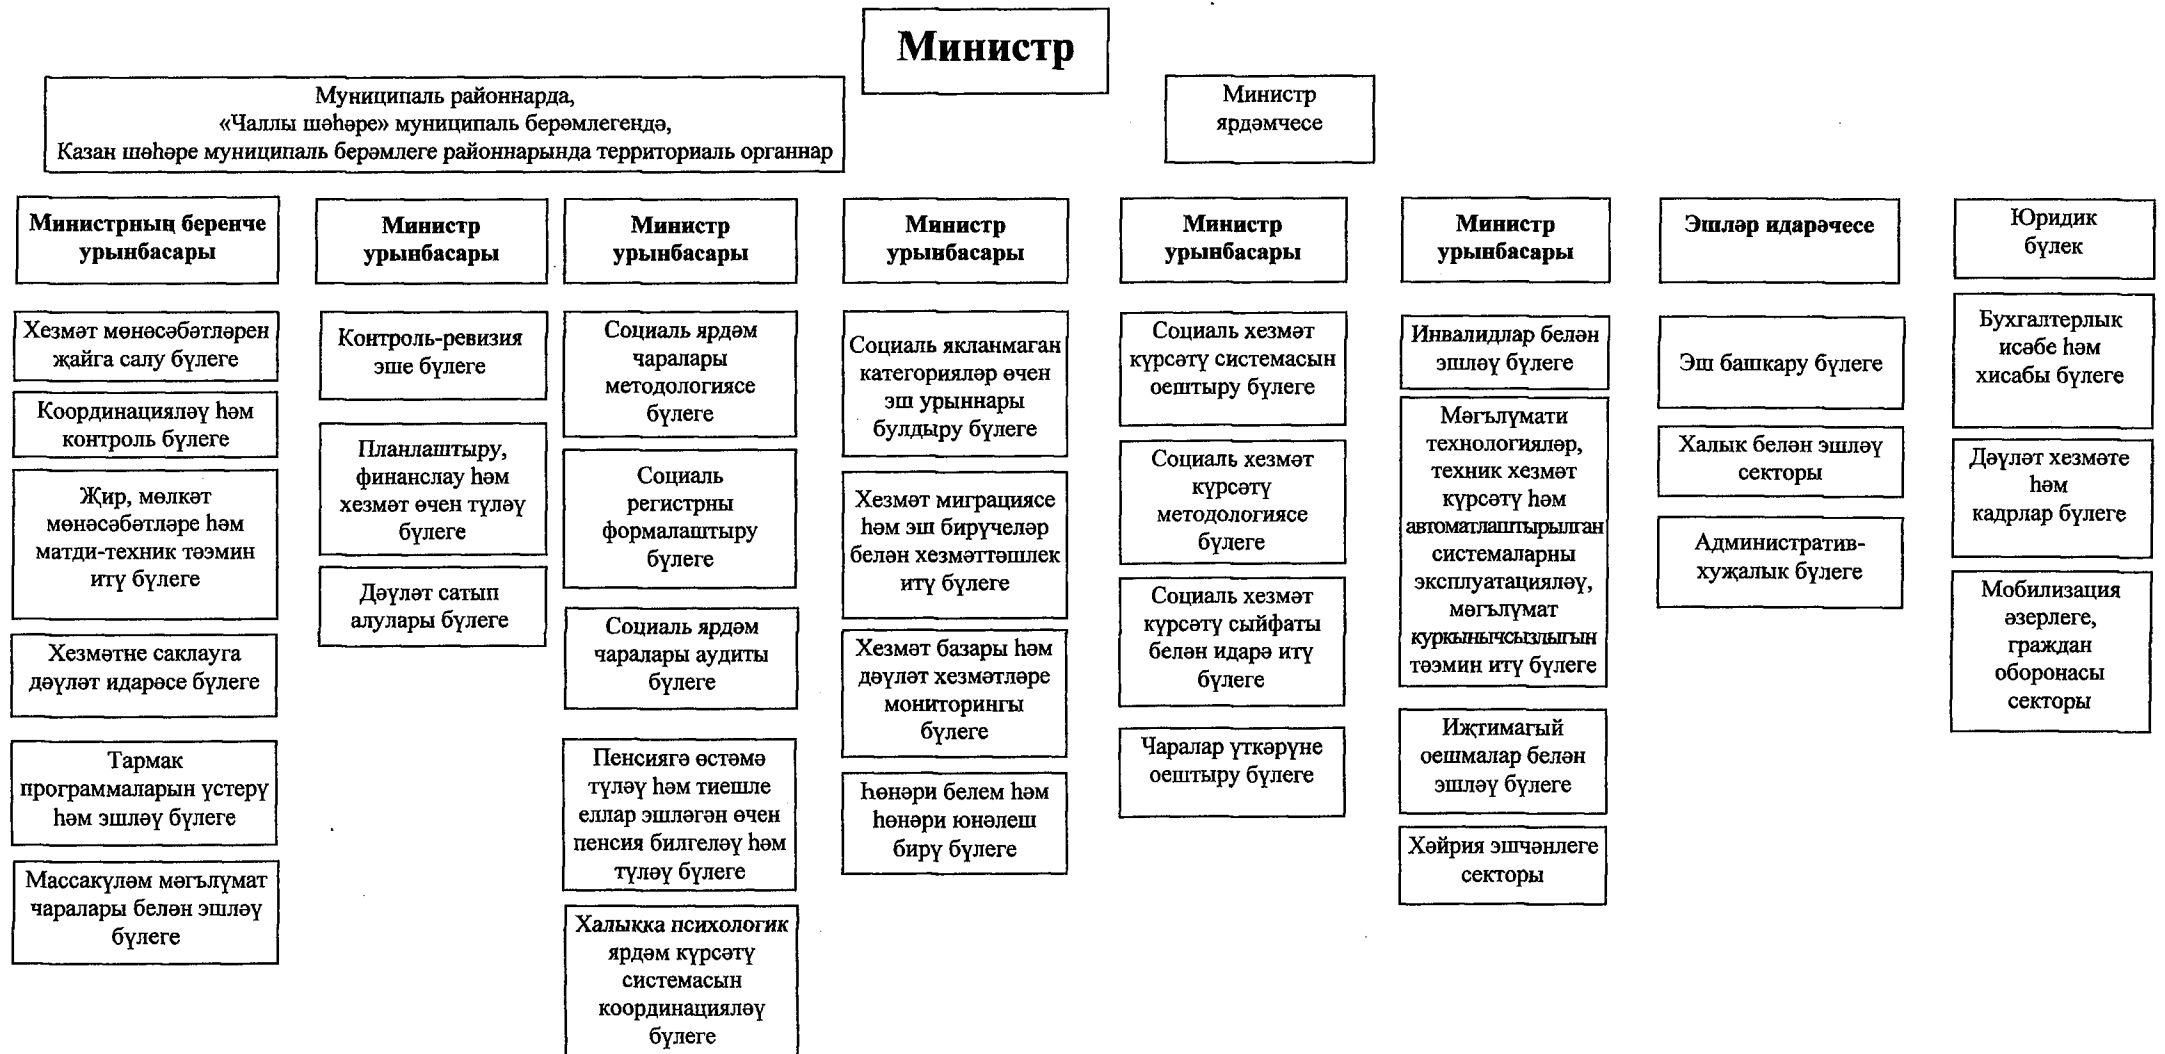 Министр
Муниципаль районнарда,
«Чаллы шәһәре» муниципаль берәмлегендә,
Казан шәһәре муниципаль берәмлеге районнарында территориаль органнар
Министр
ярдәмчесе
Министрның беренче
урынбасары
Хезмәт мөнәсәбәтләрен
җайга салу бүлеге
Координацияләү һәм
контроль бүлеге
Җир, мөлкәт
мөнәсәбәтләре һәм
матди-техник тәэмин
итү бүлеге
Хезмәтне саклауга
дәүләт идарәсе бүлеге
Тармак
программаларын үстерү
һәм эшләү бүлеге
Массакүләм мәгълүмат
чаралары белән эшләү
бүлеге
Министр
урынбасары
Контроль-ревизия
эше бүлеге
Планлаштыру,
финанслау һәм
хезмәт өчен түләү
бүлеге
Дәүләт сатып
алулары бүлеге
Министр
урынбасары
Социаль ярдәм
чаралары
методологиясе
бүлеге
Социаль
регистрны
формалаштыру
бүлеге
Социаль ярдәм
чаралары аудиты
бүлеге
Пенсиягә өстәмә
түләү һәм тиешле
еллар эшләгән өчен
пенсия билгеләү һәм
түләү бүлеге
Халыкка психологик
ярдәм күрсәтү
системасын
координацияләү
бүлеге
Министр
урынбасары
Социаль якланмаган
категорияләр өчен
эш урыннары
булдыру бүлеге
Хезмәт миграциясе
һәм эш бирүчеләр
белән хезмәттәшлек
итү бүлеге
Хезмәт базары һәм
дәүләт хезмәтләре
мониторингы
бүлеге
Һөнәри белем һәм
һөнәри юнәлеш
бирү бүлеге
Министр
урынбасары
Социаль хезмәт
күрсәтү системасын
оештыру бүлеге
Социаль хезмәт
күрсәтү
методологиясе
бүлеге
Социаль хезмәт
күрсәтү сыйфаты
белән идарә итү
бүлеге
Чаралар үткәрүне
оештыру бүлеге
Министр
урынбасары
Инвалидлар белән
эшләү бүлеге
Мәгълүмати
технологияләр,
техник хезмәт
күрсәтү һәм
автоматлаштырылган
системаларны
эксплуатацияләү,
мәгълүмат
куркынычсызлыгын
тәэмин итү бүлеге
Иҗтимагый
оешмалар белән
эшләү бүлеге
Хәйрия эшчәнлеге
секторы
Эшләр идарәчесе
Эш башкару бүлеге
Халык белән эшләү
секторы
Административ-
хуҗалык бүлеге
Юридик
бүлек
Бухгалтерлык
исәбе һәм
хисабы бүлеге
Дәүләт хезмәте
һәм
кадрлар бүлеге
Мобилизация
әзерлеге,
граждан
оборонасы
секторы